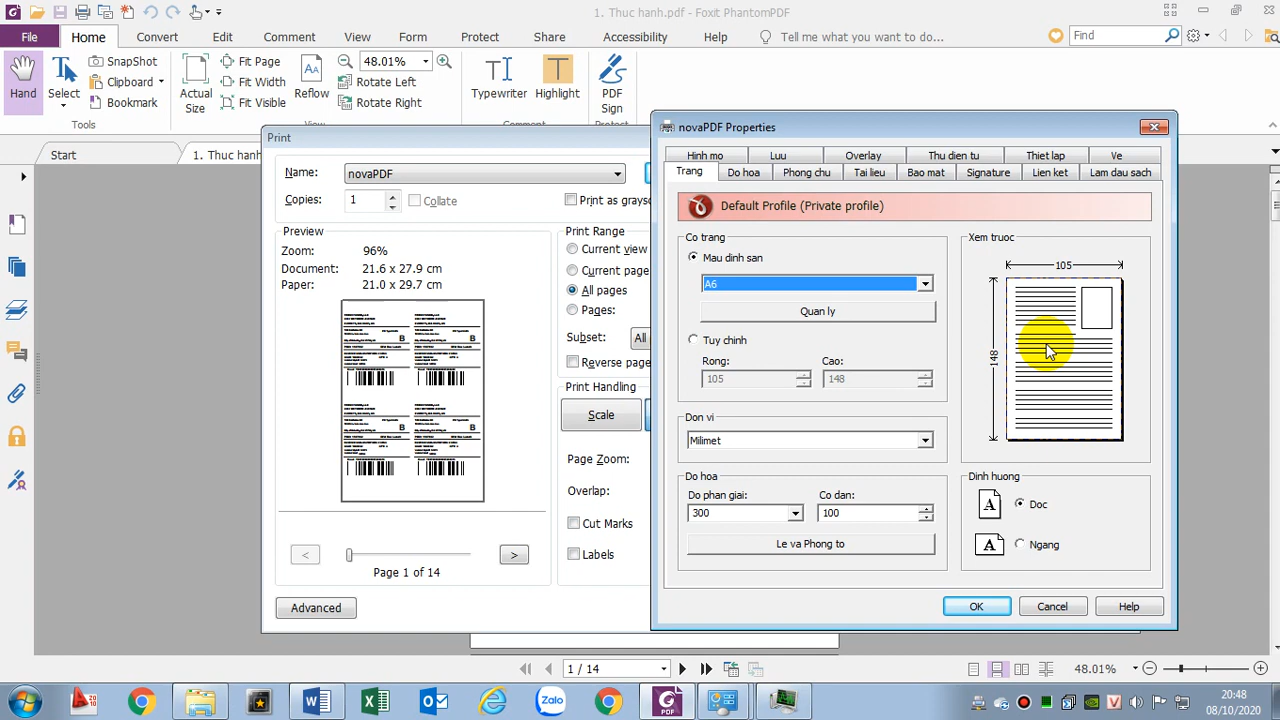 1. Thuc hanh.pdf - Foxit PhantomPDF
File Home Convert Edit Comment View Form Protect Share Accessibility Help Tell me what you want to do... Find
Hand
Select
SnapShot
Clipboard
Bookmark
Tools
Actual Size
Fit Page
Fit Width
Fit Visible
Reflow
48.01%
Rotate Left
Rotate Right
View
Typewriter
Highlight
Comment
PDF Sign
Protect
Start
1. Thuc hanh
Print
Name: novaPDF
Copies: 1 Collate Print as graysc
Preview
Zoom: 96%
Document: 21.6 x 27.9 cm
Paper: 21.0 x 29.7 cm
B B
B B
Page 1 of 14
< >
Advanced
Print Range
Current view
Current page
All pages
Pages:
Subset: All
Reverse page
Print Handling
Scale
Page Zoom:
Overlap:
Cut Marks
Labels
novaPDF Properties
Hinh mo Luu Overlay Thu dien tu Thiet lap Ve
Trang Do hoa Phong chu Tai lieu Bao mat Signature Lien ket Lam dau sach
Default Profile (Private profile)
Co trang
Mau dinh san
A6
Quan ly
Tuy chinh
Rong: Cao:
105 148
Don vi
Milimet
Do hoa
Do phan giai: Co dan:
300 100
Le va Phong to
Xem truoc
105
148
Dinh huong
A Doc
A Ngang
OK Cancel Help
1 / 14
48.01%
Zalo
PDF
20:48
08/10/2020